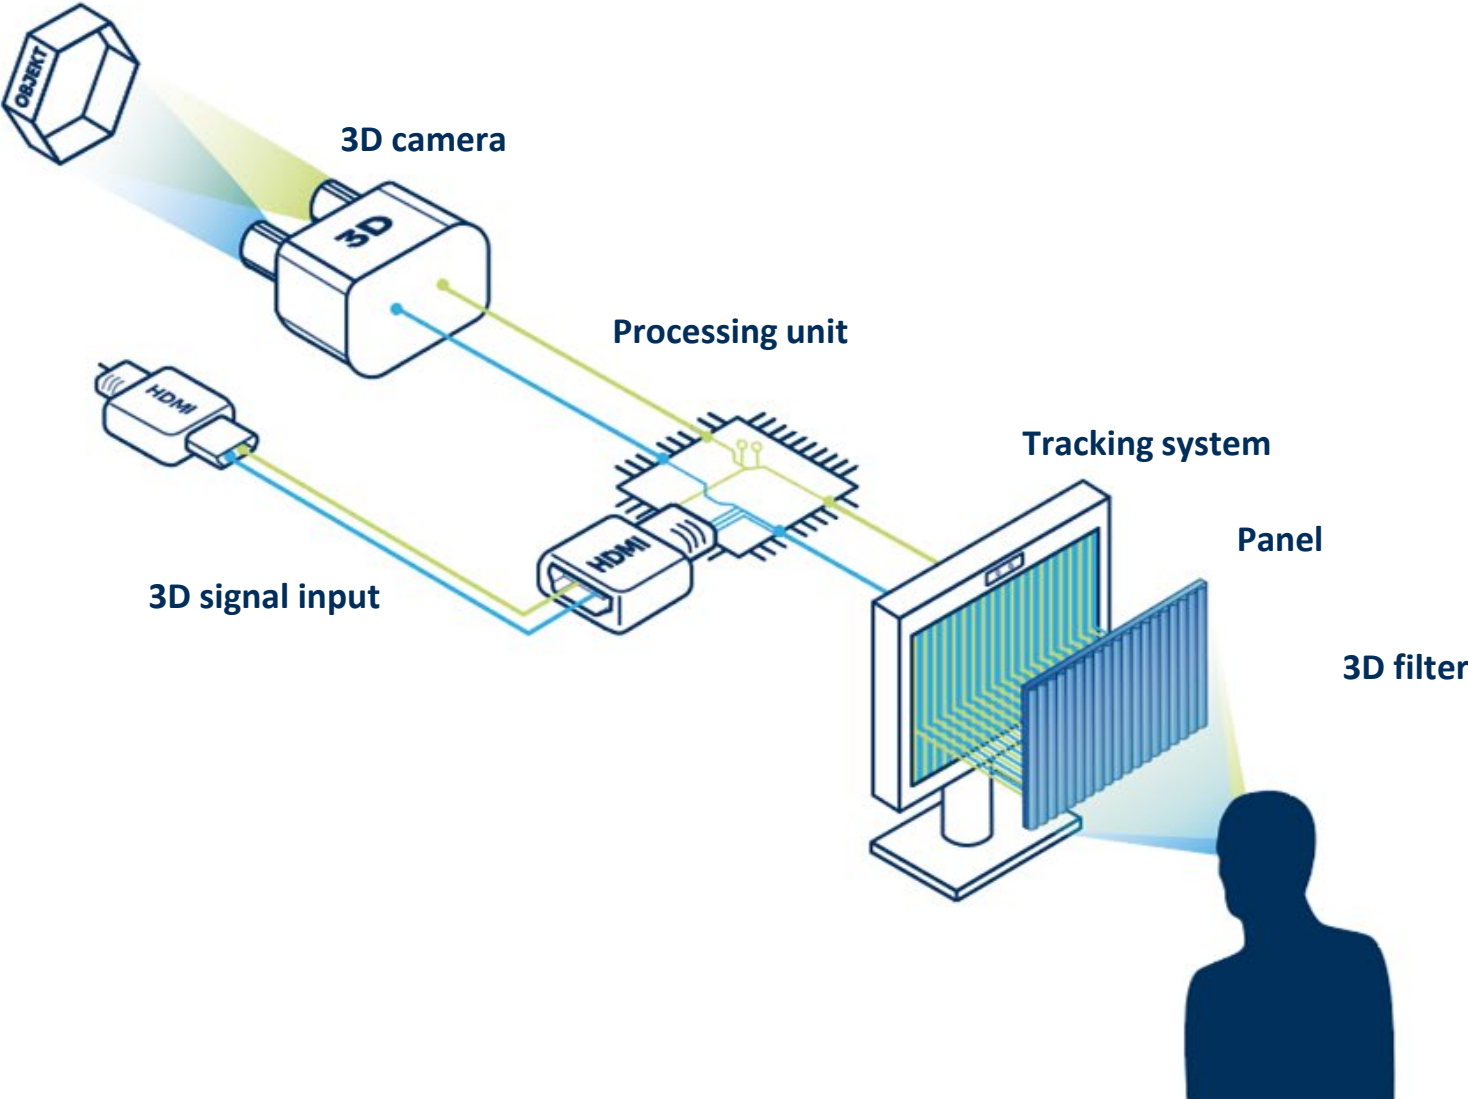 OBJEKT
3D camera
3D
Processing unit
HDMI
Tracking system
Panel
HDMI
3D signal input
3D filter